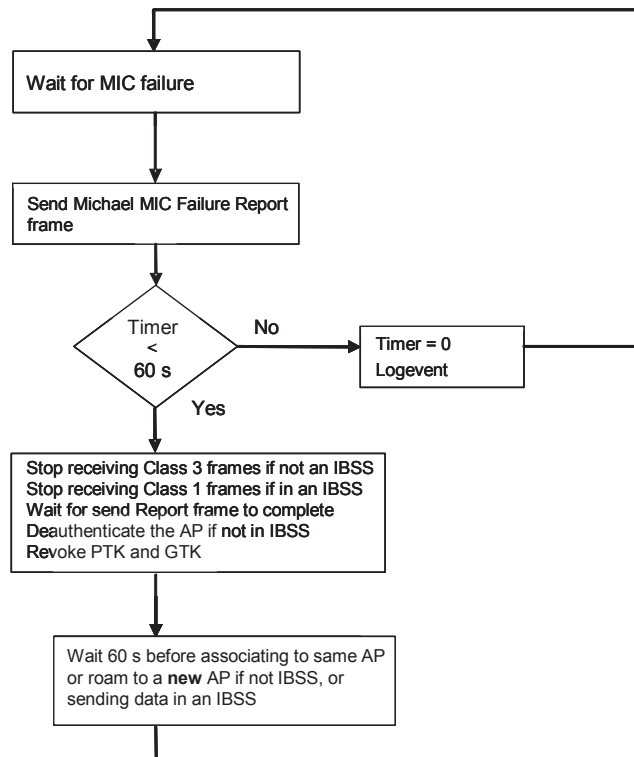 Wait for MIC failure
Send Michael MIC Failure Report
frame
Timer
<
60 s
No
Timer = 0
Logevent
Yes
Stop receiving Class 3 frames if not an IBSS
Stop receiving Class 1 frames if in an IBSS
Wait for send Report frame to complete
Deauthenticate the AP if not in IBSS
Revoke PTK and GTK
Wait 60 s before associating to same AP
or roam to a new AP if not IBSS, or
sending data in an IBSS